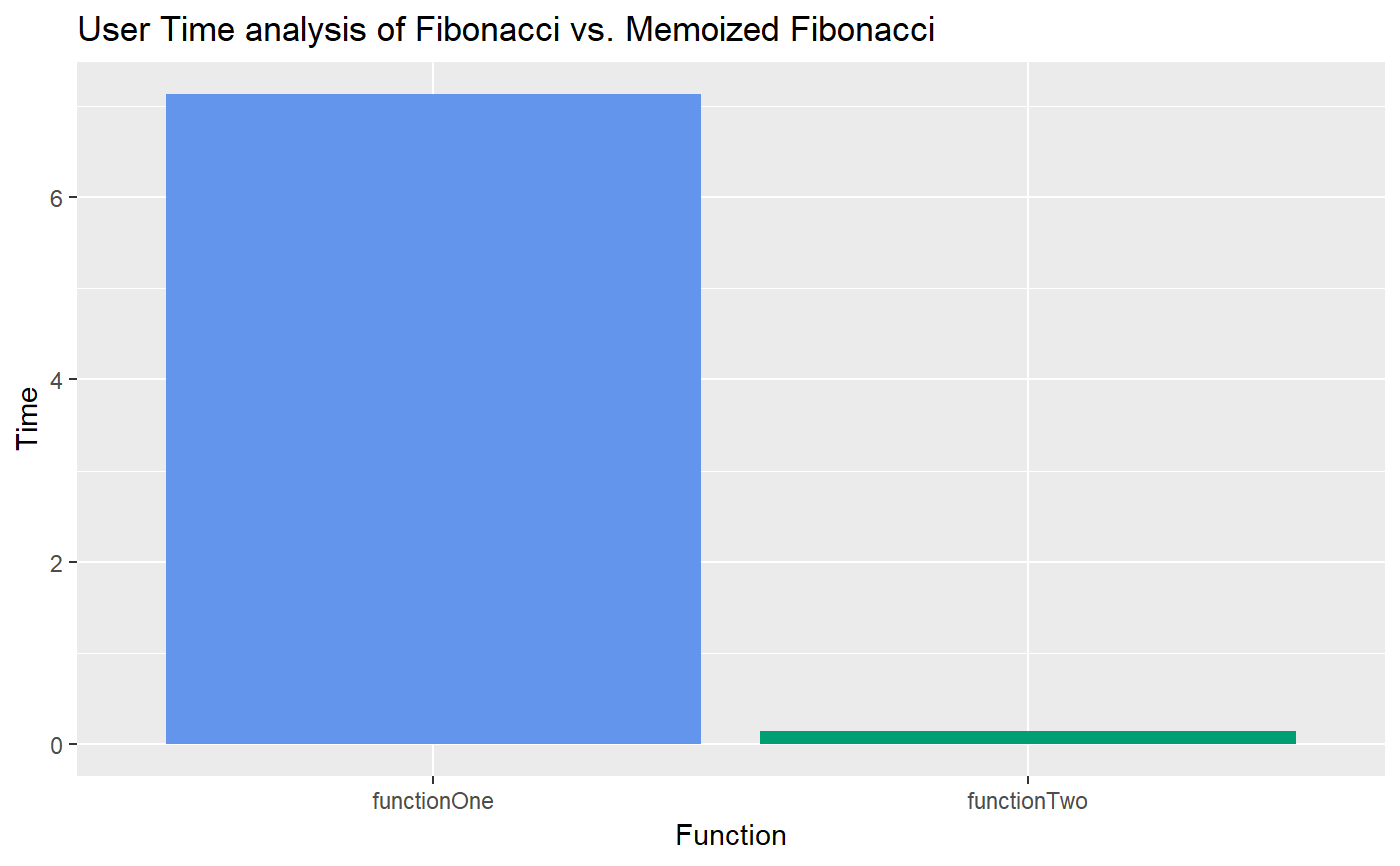 User Time analysis of Fibonacci vs. Memoized Fibonacci
Time
6
4
2
0
functionOne functionTwo
Function